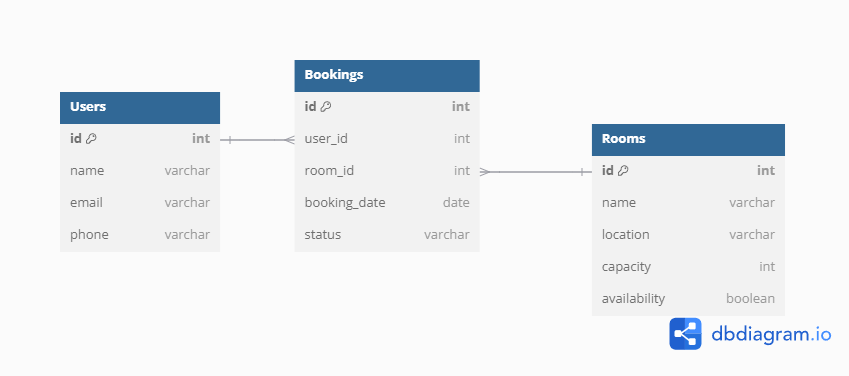 Users
id int
name varchar
email varchar
phone varchar
Bookings
id int
user_id int
room_id int
booking_date date
status varchar
Rooms
id int
name varchar
location varchar
capacity int
availability boolean
dbdiagram.io